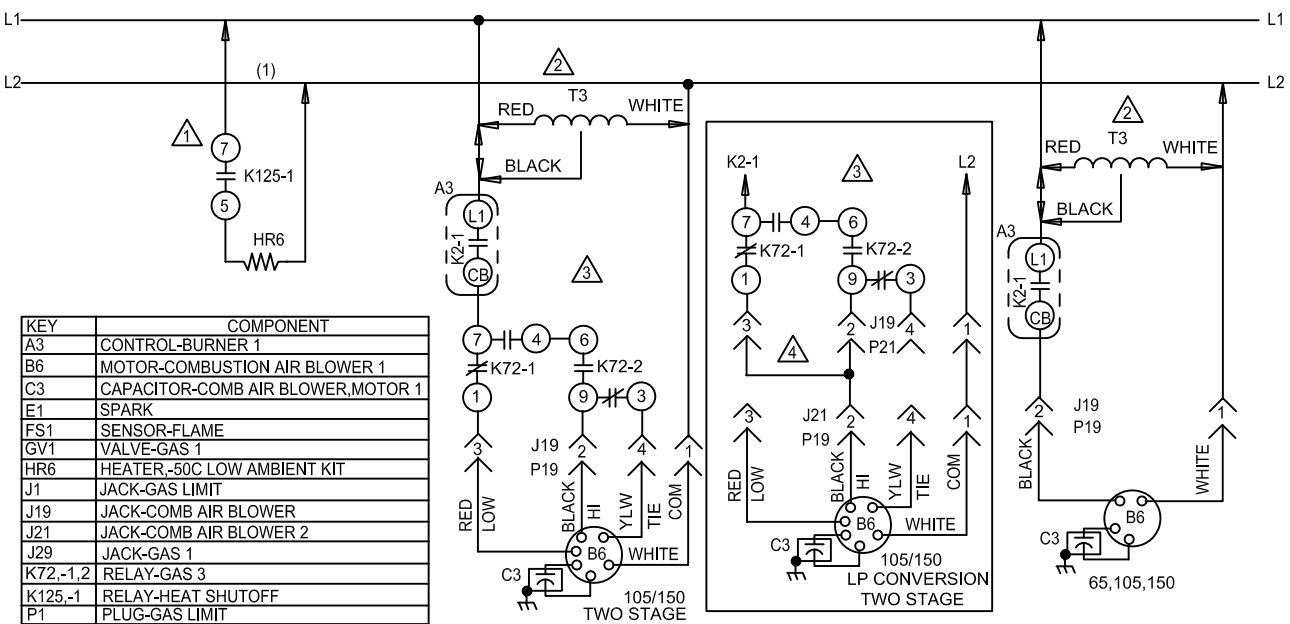 L1 L1
L2 (1) L2
2
T3
RED WHITE
BLACK
1
7
K125-1
5
HR6
A3
L1
K2-1
CB
3
7 4 6
K72-1 K72-2
1 9 3
J19
3 2 4 1
P19
RED LOW
BLACK HI
YLW TIE
COM
B6
WHITE
C3
105/150
TWO STAGE
K2-1 L2
3
7 4 6
K72-1 K72-2
1 9 3
J19
3 2 4 1
P21
4
J21
3 2 4 1
P19
RED LOW
BLACK HI
YLW TIE
COM
B6
WHITE
C3
105/150
LP CONVERSION
TWO STAGE
2
T3
RED WHITE
BLACK
A3
L1
K2-1
CB
J19
2 1
P19
BLACK
WHITE
B6
C3
65,105,150
KEY COMPONENT
A3 CONTROL-BURNER 1
B6 MOTOR-COMBUSTION AIR BLOWER 1
C3 CAPACITOR-COMB AIR BLOWER,MOTOR 1
E1 SPARK
FS1 SENSOR-FLAME
GV1 VALVE-GAS 1
HR6 HEATER,-50C LOW AMBIENT KIT
J1 JACK-GAS LIMIT
J19 JACK-COMB AIR BLOWER
J21 JACK-COMB AIR BLOWER 2
J29 JACK-GAS 1
K72,-1,2 RELAY-GAS 3
K125,-1 RELAY-HEAT SHUTOFF
P1 PLUG-GAS LIMIT